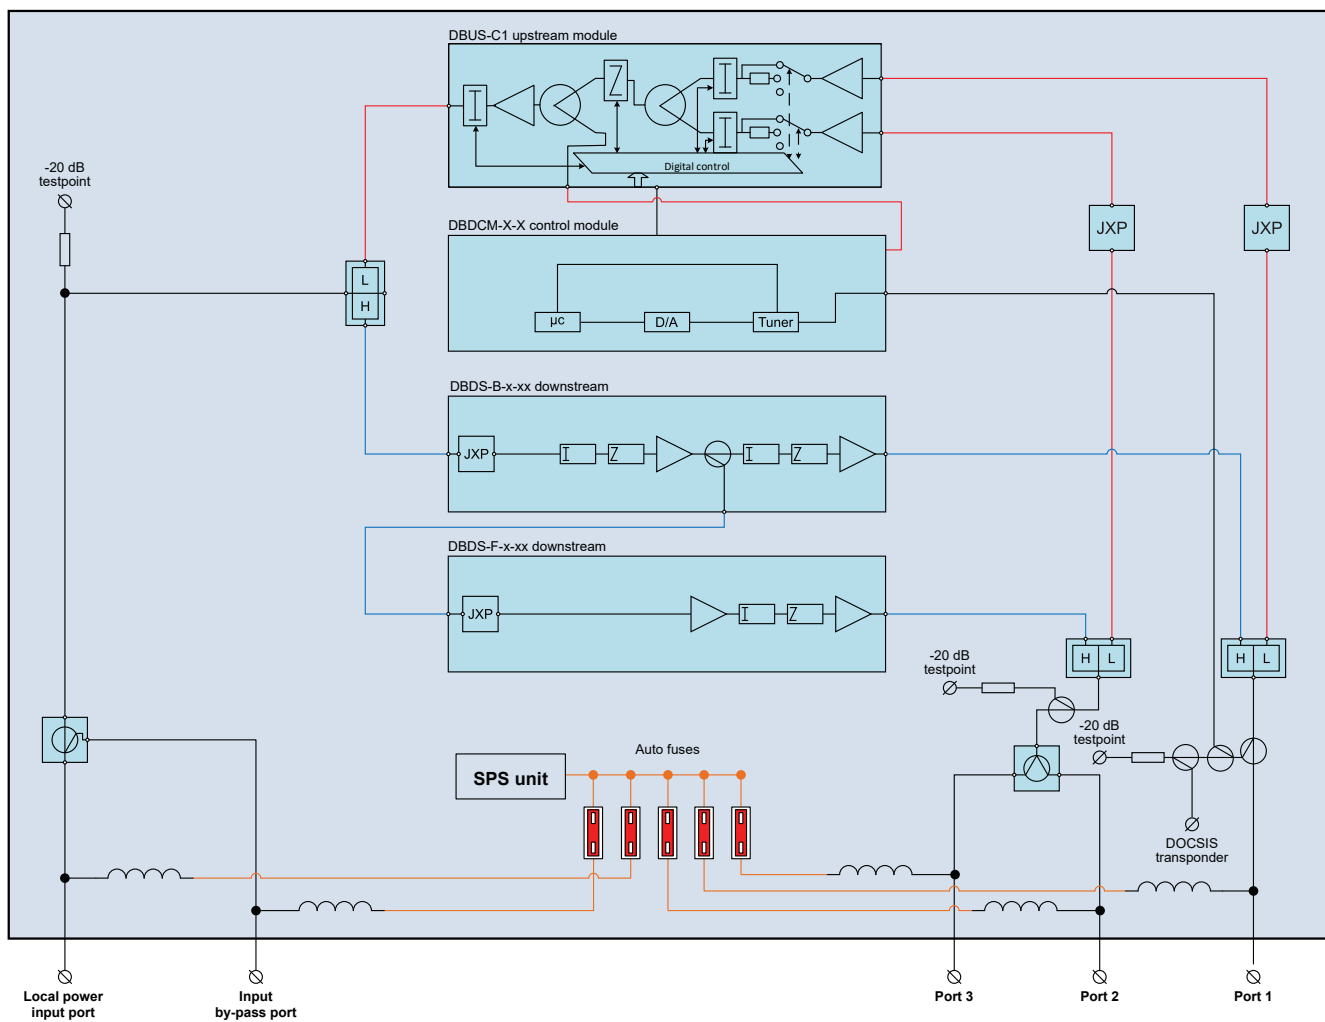 DBUS-C1 upstream module
Digital control
-20 dB
testpoint
DBDCM-X-X control module
JXP
JXP
L
H
µc
D/A
Tuner
DBDS-B-x-xx downstream
JXP
I
Z
I
Z
DBDS-F-x-xx downstream
JXP
I
Z
H
L
H
L
-20 dB
testpoint
-20 dB
testpoint
Auto fuses
SPS unit
DOCSIS
transponder
Local power
input port
Input
by-pass port
Port 3
Port 2
Port 1